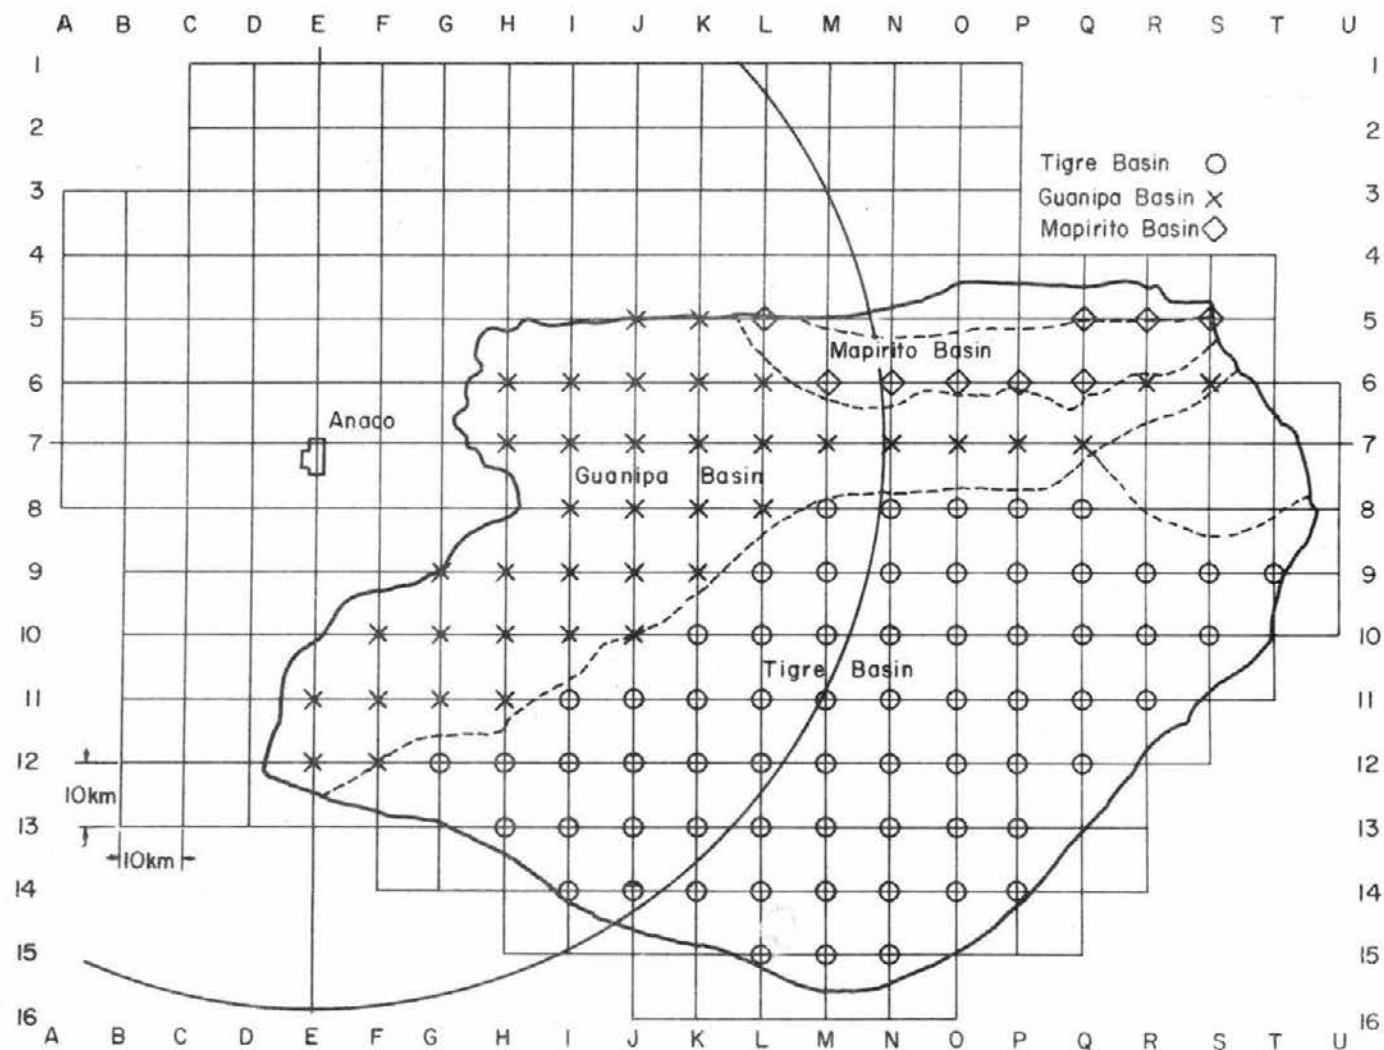 A B C D E F G H I J K L M N O P Q R S T U
1 1
2 2
Tigre Basin
3 3
Guanipa Basin
Mapirito Basin
4 4
5 5
Mapirito Basin
6 6
Anaco
7 7
Guanipa Basin
8 8
9 9
10 10
Tigre Basin
11 11
12 12
10km
13 13
10km
14 14
15 15
16 16
A B C D E F G H I J K L M N O P Q R S T U